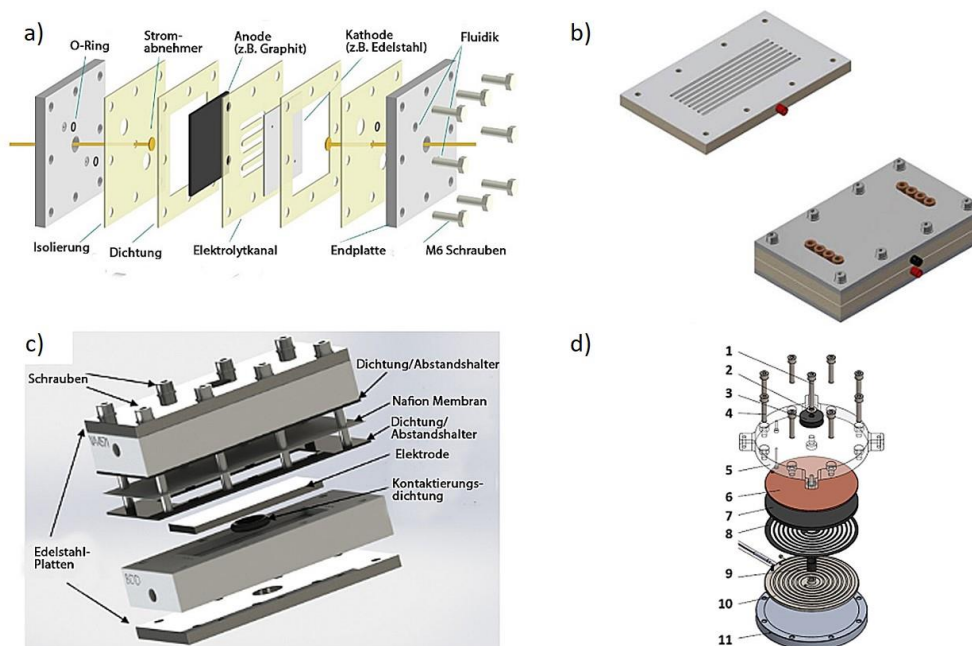 a)
O-Ring
Strom-
abnehmer
Anode
(z.B. Graphit)
Kathode
(z.B. Edelstahl)
Fluidik
Isolierung
Dichtung
Elektrolytkanal
Endplatte
M6 Schrauben
b)
c)
Schrauben
Dichtung/Abstandshalter
Nafion Membran
Dichtung/
Abstandshalter
Elektrode
Kontaktierungs-
dichtung
Edelstahl-
Platten
BDD
d)
1
2
3
4
5
6
7
8
9
10
11